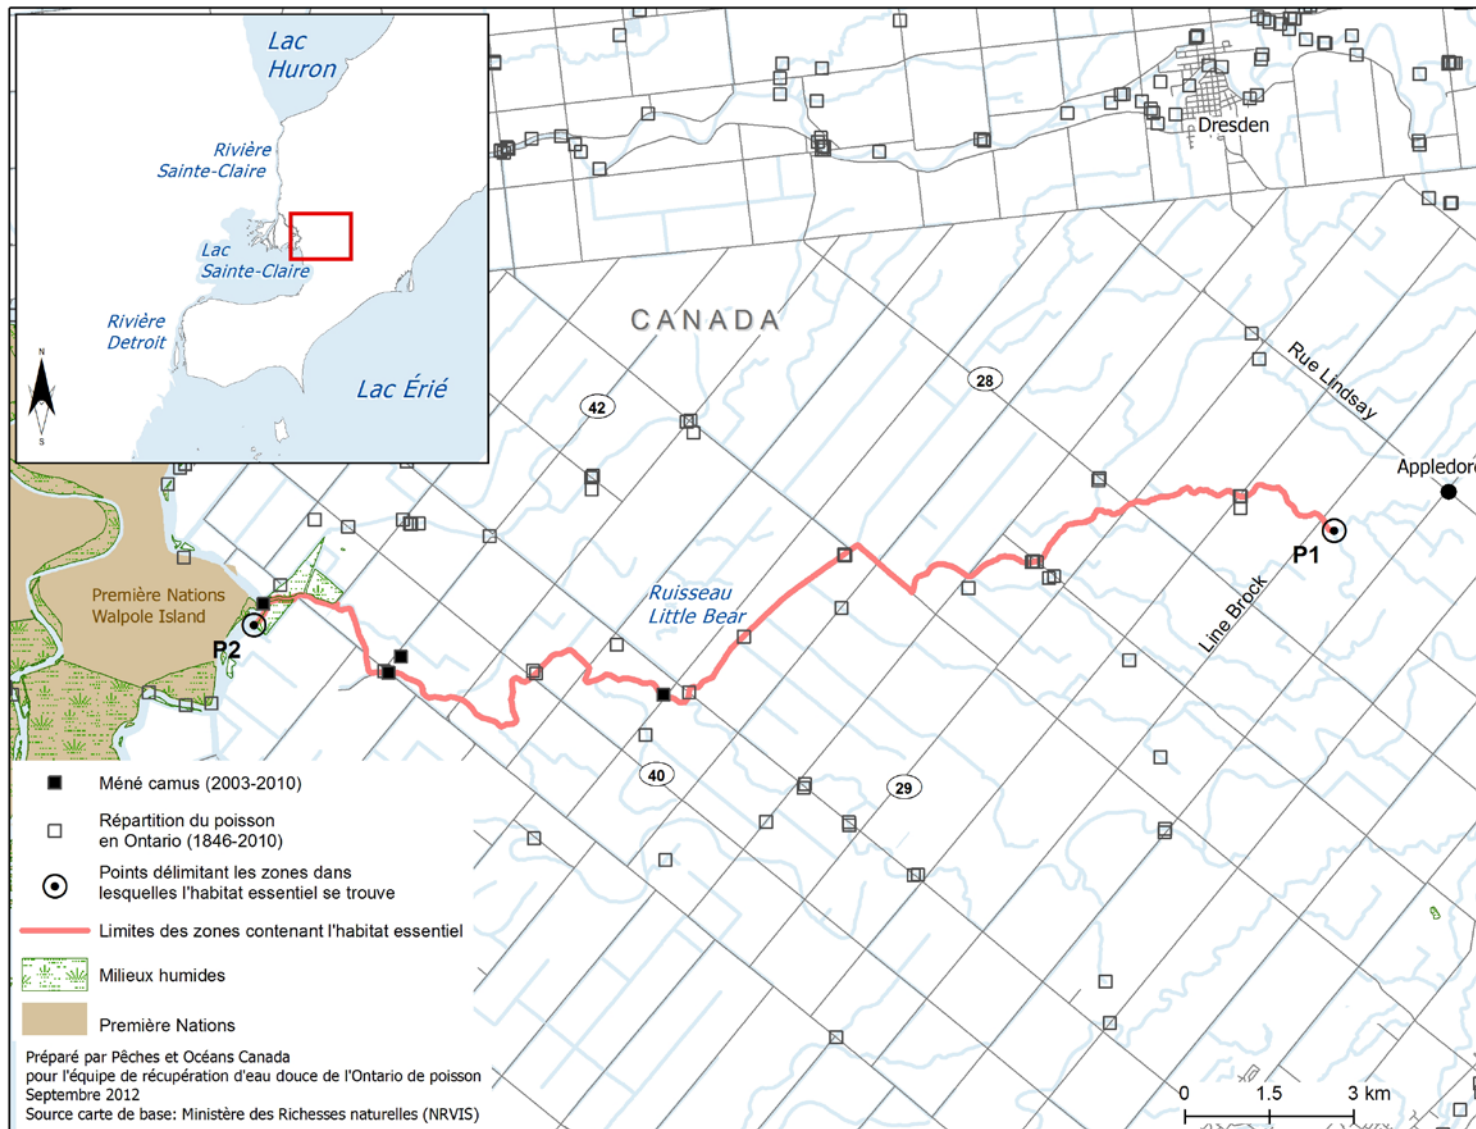 Lac
Huron
Rivière
Sainte-Claire
Lac
Sainte-Claire
Rivière
Detroit
Lac Érié
N
S
Dresden
CANADA
28
42
Rue Lindsay
Appledore
P1
Line Brock
Ruisseau
Little Bear
Première Nations
Walpole Island
P2
40
29
Méné camus (2003-2010)
Répartition du poisson
en Ontario (1846-2010)
Points délimitant les zones dans
lesquelles l'habitat essentiel se trouve
Limites des zones contenant l'habitat essentiel
Milieux humides
Première Nations
Préparé par Pêches et Océans Canada
pour l'équipe de récupération d'eau douce de l'Ontario de poisson
Septembre 2012
Source carte de base: Ministère des Richesses naturelles (NRVIS)
0 1.5 3 km